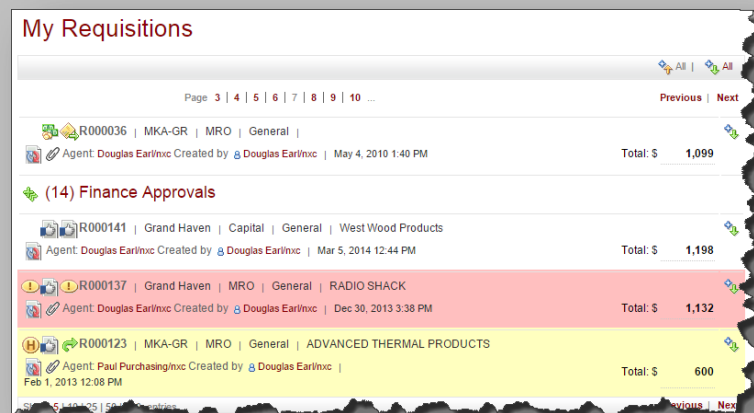 My Requisitions
All | All
Page 3 | 4 | 5 | 6 | 7 | 8 | 9 | 10 ...
Previous | Next
R000036 | MKA-GR | MRO | General |
Agent: Douglas Earl/nxc Created by Douglas Earl/nxc | May 4, 2010 1:40 PM Total: $ 1,099
(14) Finance Approvals
R000141 | Grand Haven | Capital | General | West Wood Products
Agent: Douglas Earl/nxc Created by Douglas Earl/nxc | Mar 5, 2014 12:44 PM Total: $ 1,198
! ! R000137 | Grand Haven | MRO | General | RADIO SHACK
Agent: Douglas Earl/nxc Created by Douglas Earl/nxc | Dec 30, 2013 3:38 PM Total: $ 1,132
H R000123 | MKA-GR | MRO | General | ADVANCED THERMAL PRODUCTS
Agent: Paul Purchasing/nxc Created by Douglas Earl/nxc |
Feb 1, 2013 12:08 PM Total: $ 600
5 | 10 | 25 | 50 entries